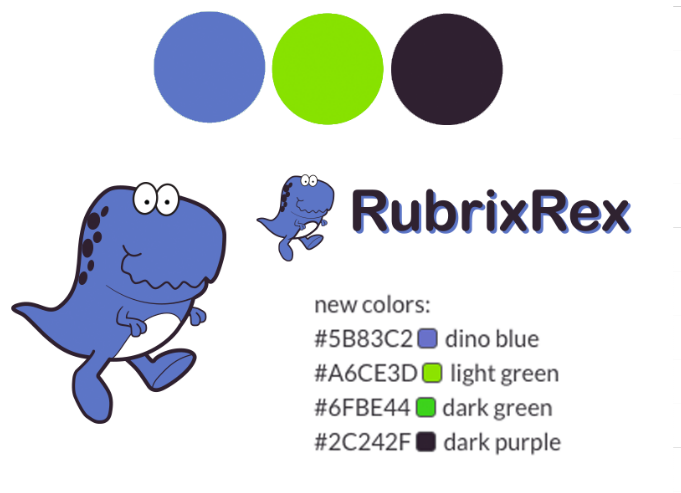 RubrixRex
new colors:
#5B83C2 dino blue
#A6CE3D light green
#6FBE44 dark green
#2C242F dark purple